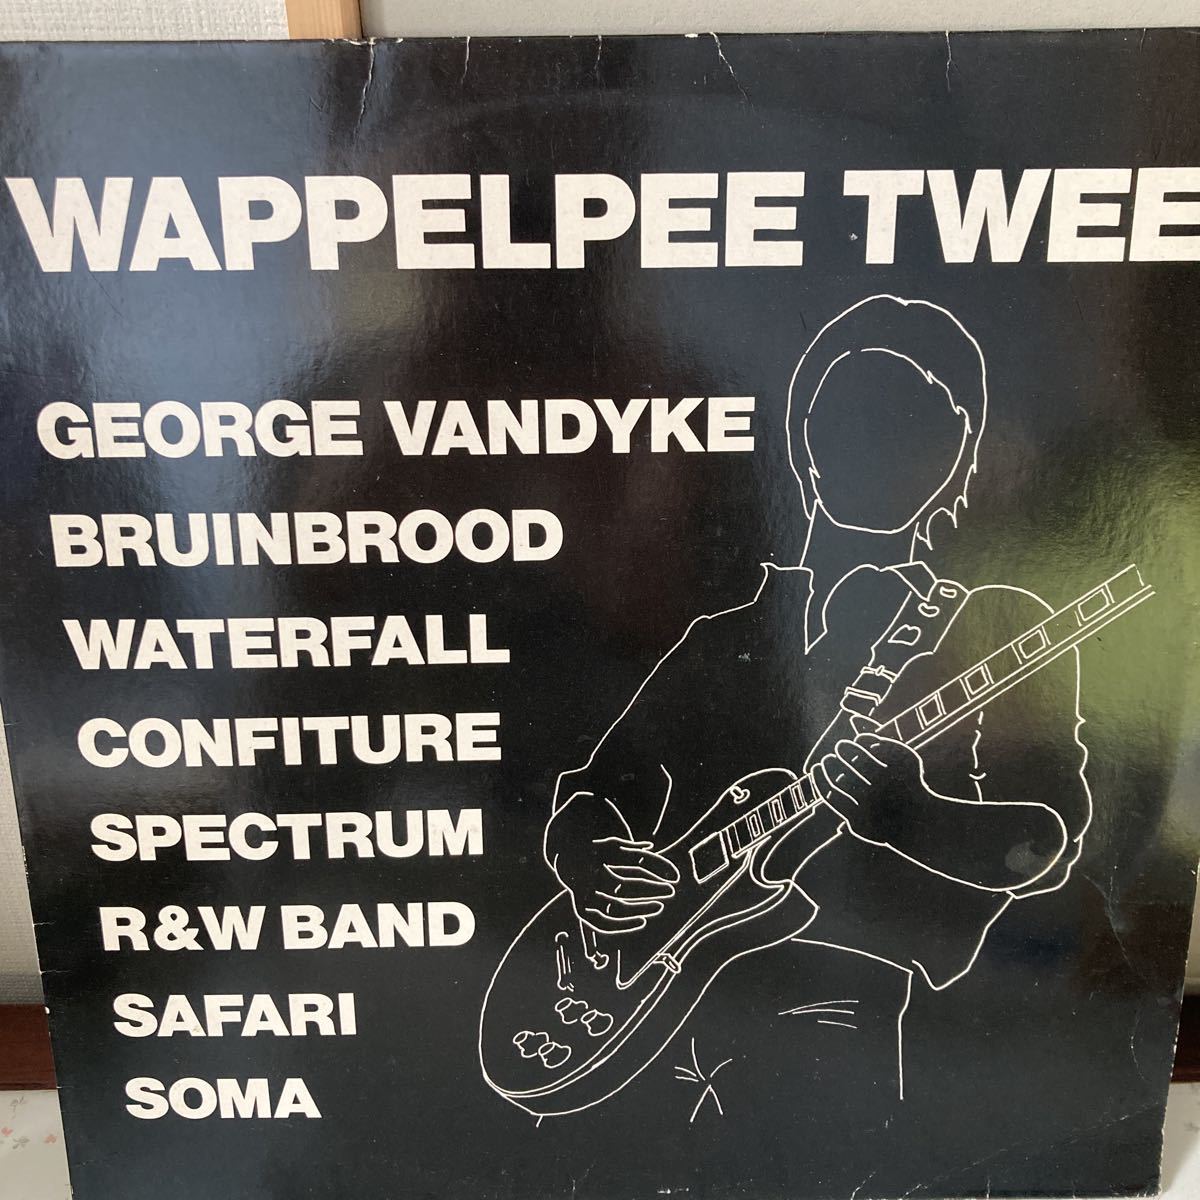 WAPPELPEE TWEE
GEORGE VANDYKE
BRUINBROOD
WATERFALL
CONFITURE
SPECTRUM
R&W BAND
SAFARI
SOMA